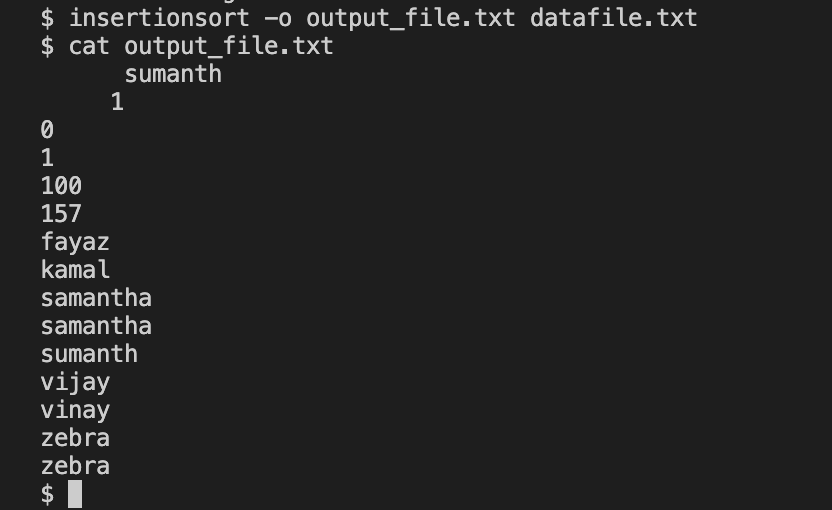 $ insertionsort -o output_file.txt datafile.txt
$ cat output_file.txt
      sumanth
     1
0
1
100
157
fayaz
kamal
samantha
samantha
sumanth
vijay
vinay
zebra
zebra
$